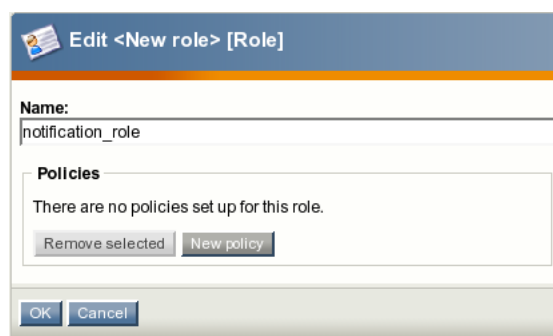 Edit <New role> [Role]
Name:
notification_role
Policies
There are no policies set up for this role.
Remove selected New policy
OK Cancel